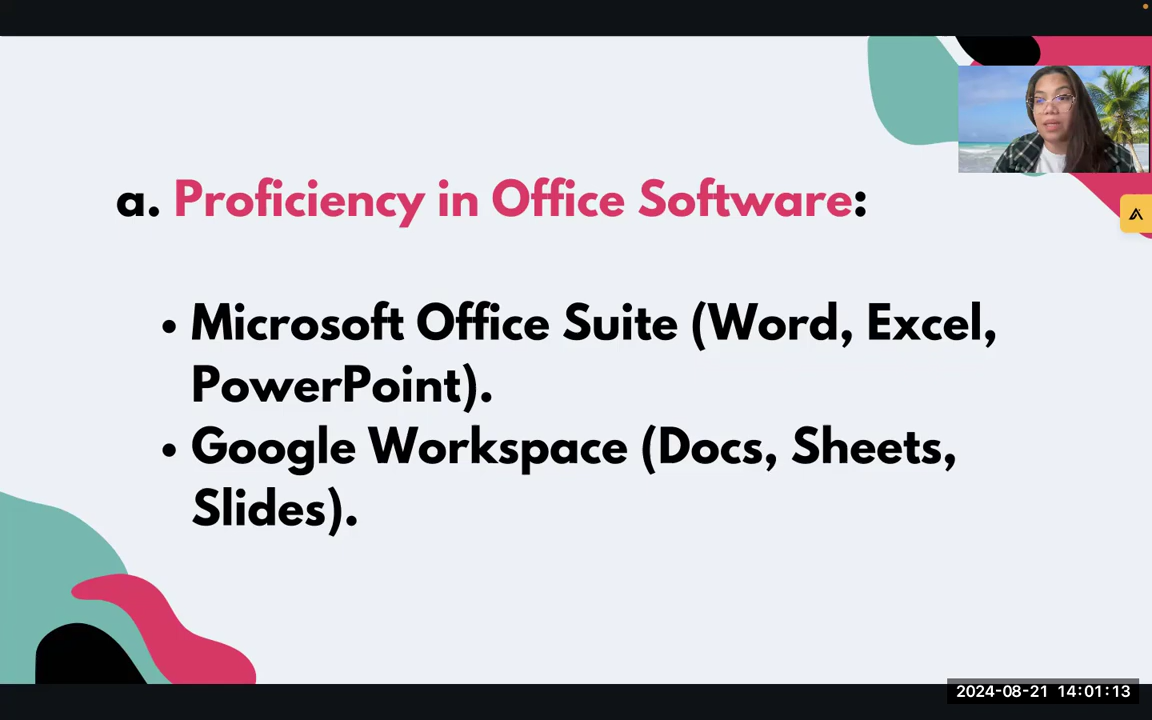 a. Proficiency in Office Software:
• Microsoft Office Suite (Word, Excel,
PowerPoint).
• Google Workspace (Docs, Sheets,
Slides).
2024-08-21 14:01:13